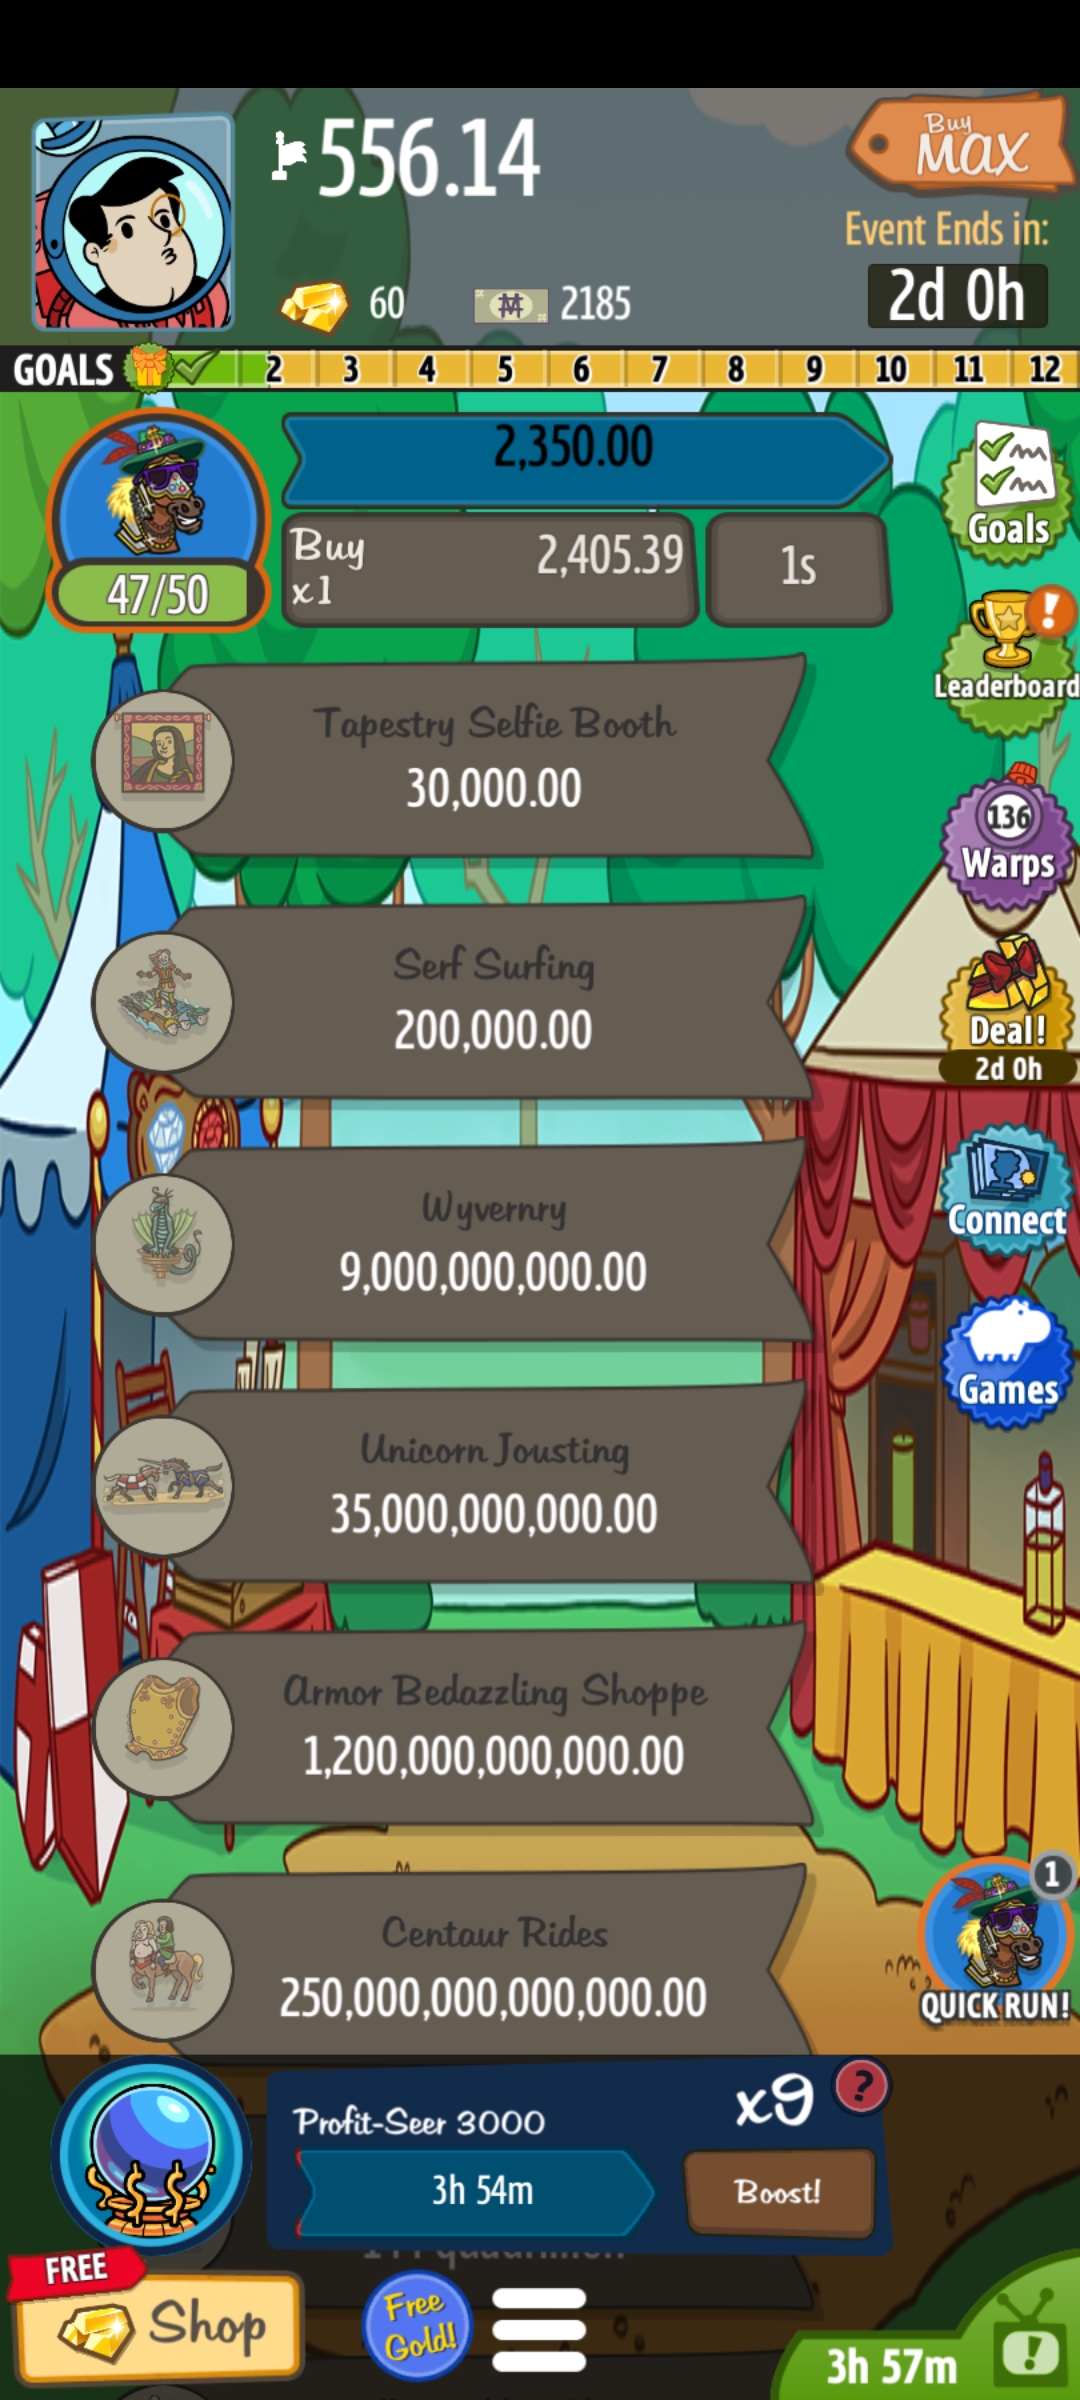 556.14
Buy
MAX
Event Ends in:
60
2185
2d 0h
GOALS 2 3 4 5 6 7 8 9 10 11 12
2,350.00
Goals
Buy
x1
2,405.39
1s
47/50
!
Leaderboard
Tapestry Selfie Booth
30,000.00
136
Warps
Serf Surfing
200,000.00
Deal!
2d 0h
Wyvernry
9,000,000,000.00
Connect
Games
Unicorn Jousting
35,000,000,000.00
Armor Bedazzling Shoppe
1,200,000,000,000.00
1
Centaur Rides
250,000,000,000,000.00
QUICK RUN!
Profit-Seer 3000
x9
?
3h 54m
Boost!
FREE
Shop
Free
Gold!
3h 57m
!